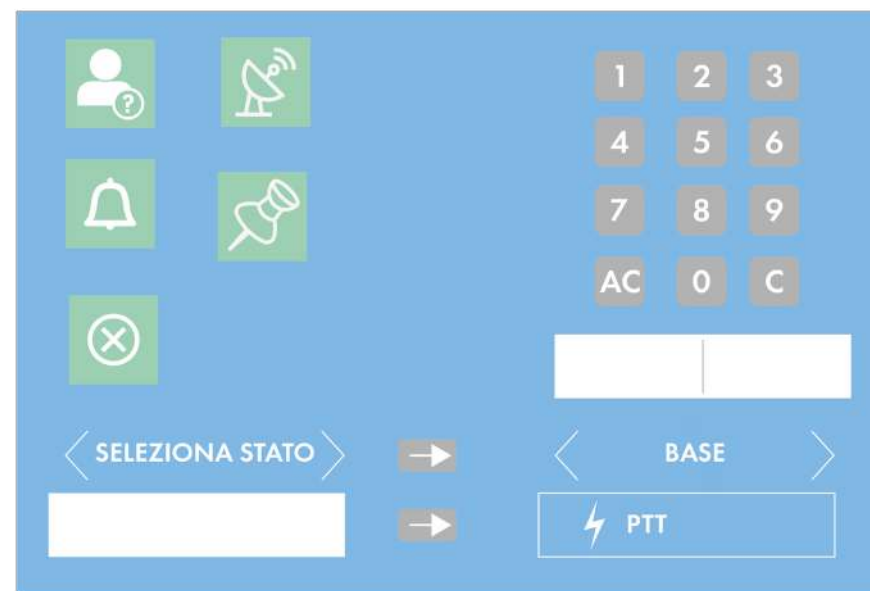 ?
1 2 3
4 5 6
7 8 9
AC 0 C
SELEZIONA STATO
BASE
PTT